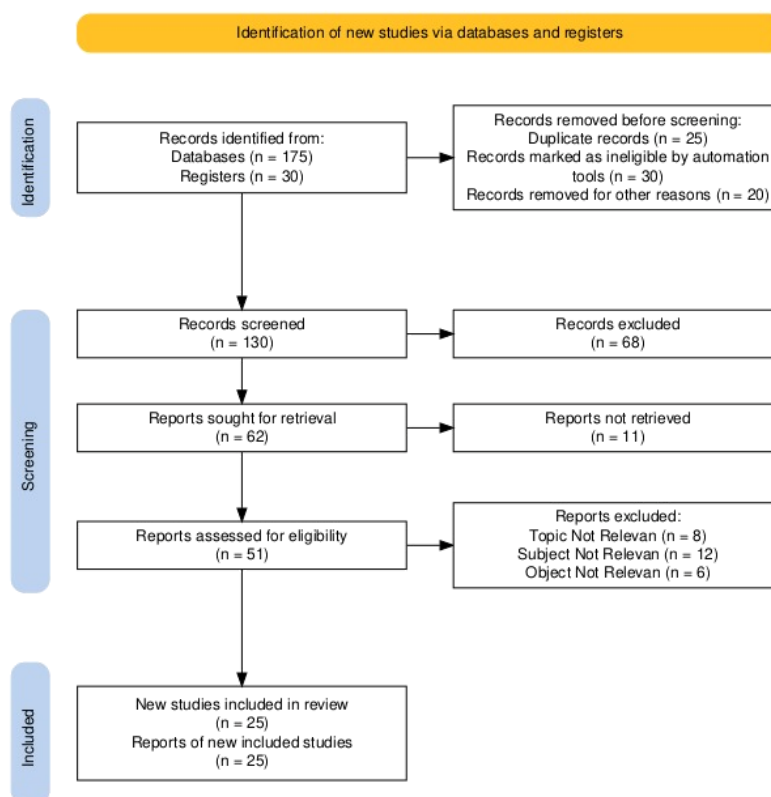 Identification of new studies via databases and registers
Identification
Records identified from:
Databases (n = 175)
Registers (n = 30)
Records removed before screening:
Duplicate records (n = 25)
Records marked as ineligible by automation
tools (n = 30)
Records removed for other reasons (n = 20)
Screening
Records screened
(n = 130)
Records excluded
(n = 68)
Reports sought for retrieval
(n = 62)
Reports not retrieved
(n = 11)
Reports assessed for eligibility
(n = 51)
Reports excluded:
Topic Not Relevan (n = 8)
Subject Not Relevan (n = 12)
Object Not Relevan (n = 6)
Included
New studies included in review
(n = 25)
Reports of new included studies
(n = 25)